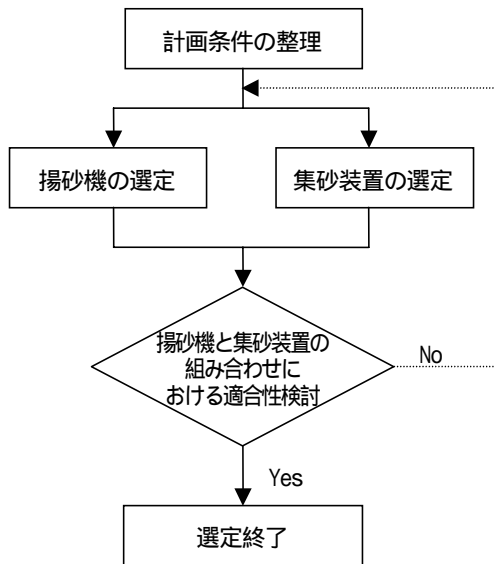 計画条件の整理
揚砂機の選定
集砂装置の選定
揚砂機と集砂装置の
組み合わせに
おける適合性検討
No
Yes
選定終了